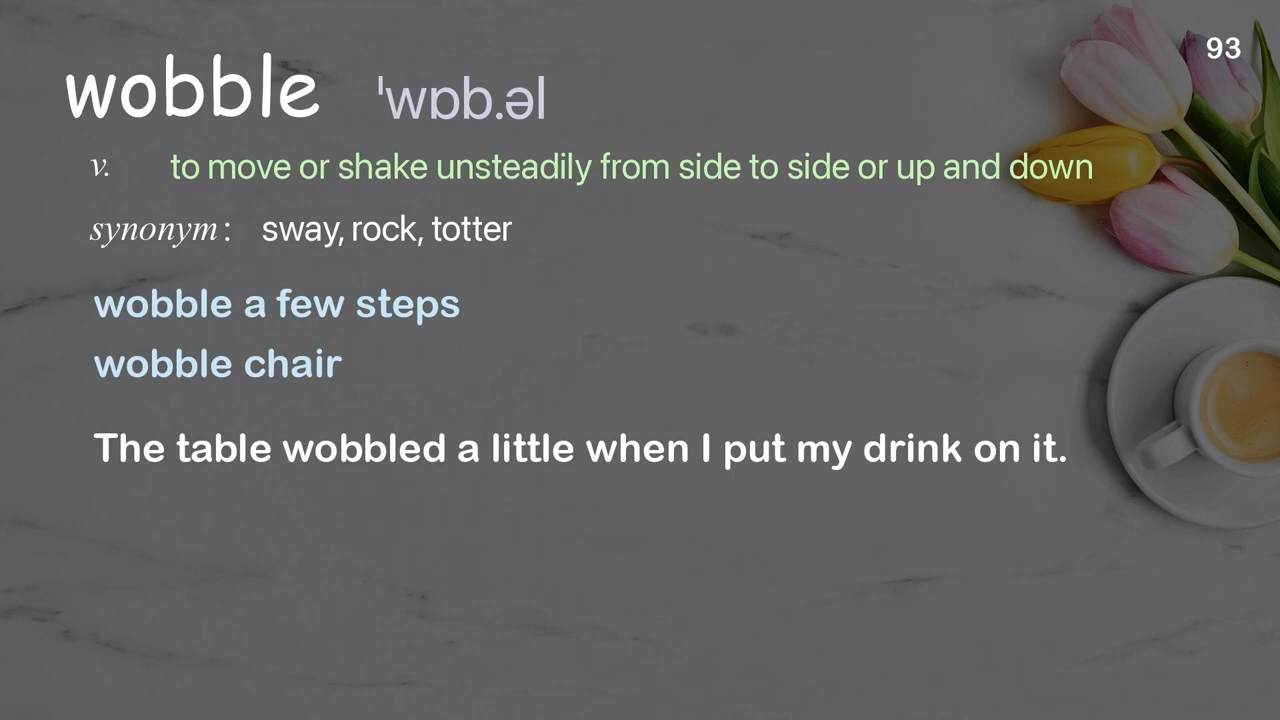 93
wobble ˈwɒb.əl
v. to move or shake unsteadily from side to side or up and down
synonym: sway, rock, totter
wobble a few steps
wobble chair
The table wobbled a little when I put my drink on it.